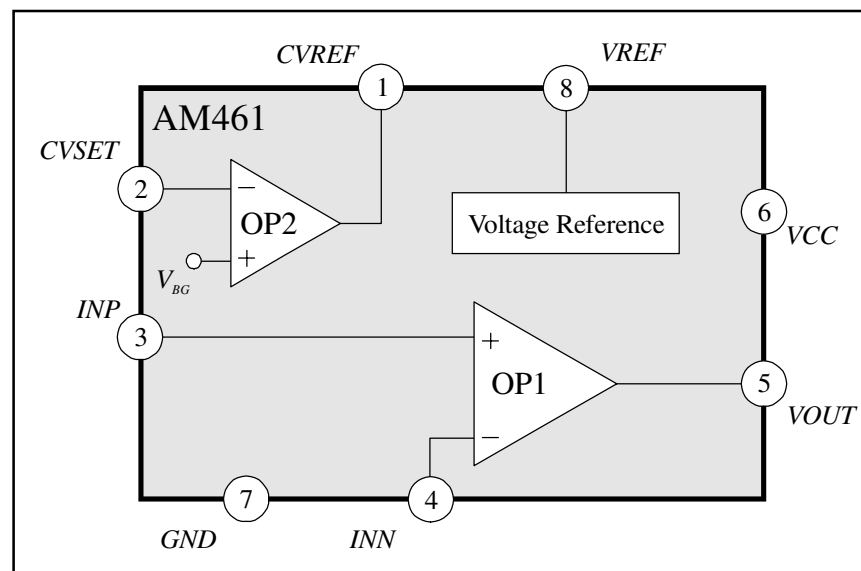 CVREF
VREF
1
8
AM461
CVSET
2
−
OP2
+
V_BG
Voltage Reference
6
VCC
INP
3
+
OP1
−
5
VOUT
7
4
GND
INN